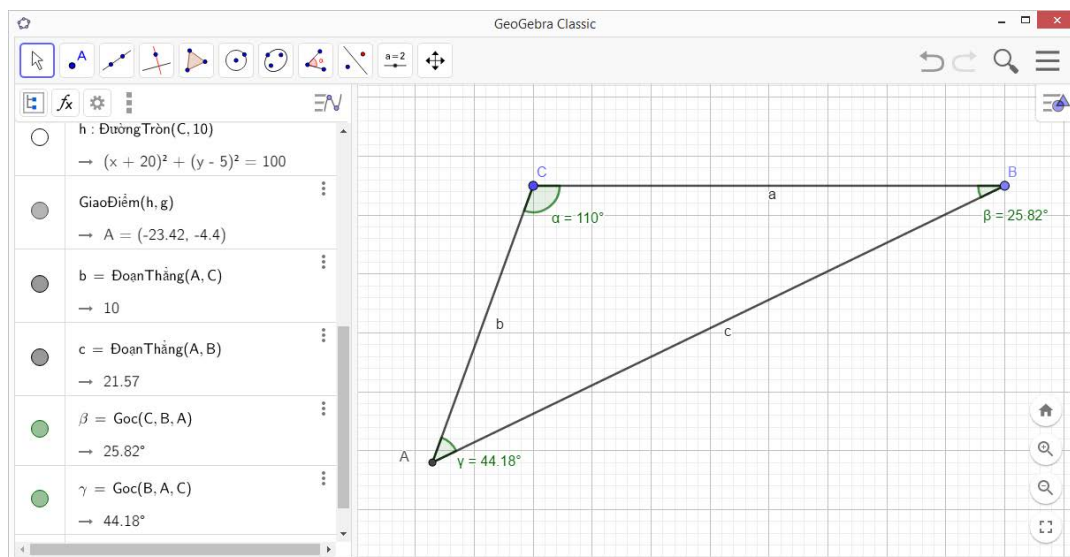 GeoGebra Classic
A
a=2
fx
h : ĐườngTròn(C, 10)
→ (x + 20)² + (y - 5)² = 100
GiaoĐiểm(h, g)
→ A = (-23.42, -4.4)
b = ĐoạnThẳng(A, C)
→ 10
c = ĐoạnThẳng(A, B)
→ 21.57
β = Goc(C, B, A)
→ 25.82°
γ = Goc(B, A, C)
→ 44.18°
C
B
a
α = 110°
β = 25.82°
b
c
A
γ = 44.18°